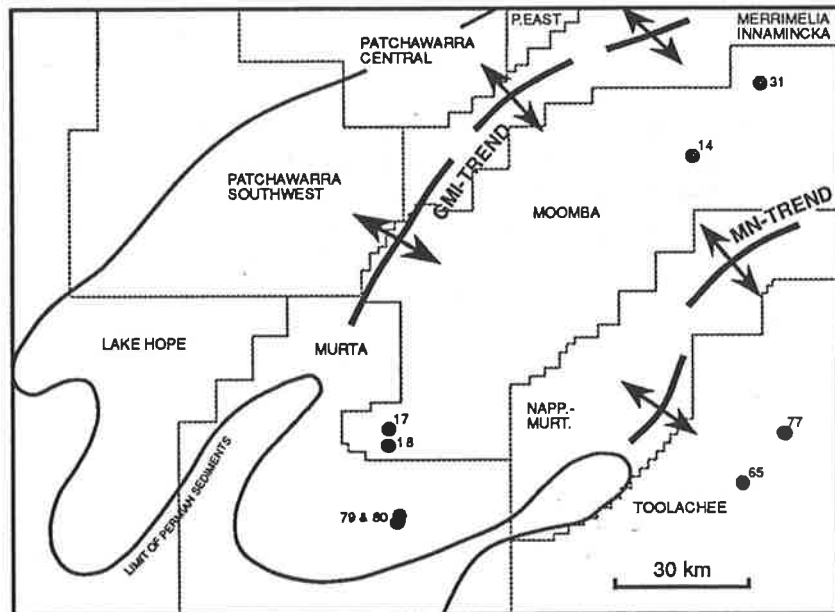 P.EAST
MERRIMELIA
INNAMINCKA
PATCHAWARRA
CENTRAL
31
14
PATCHAWARRA
SOUTHWEST
GMI-TREND
MOOMBA
MN-TREND
LAKE HOPE
MURTA
NAPP.-
MURT.
17
18
77
65
LIMIT OF PERMIAN SEDIMENTS
79 & 80
TOOLACHEE
30 km